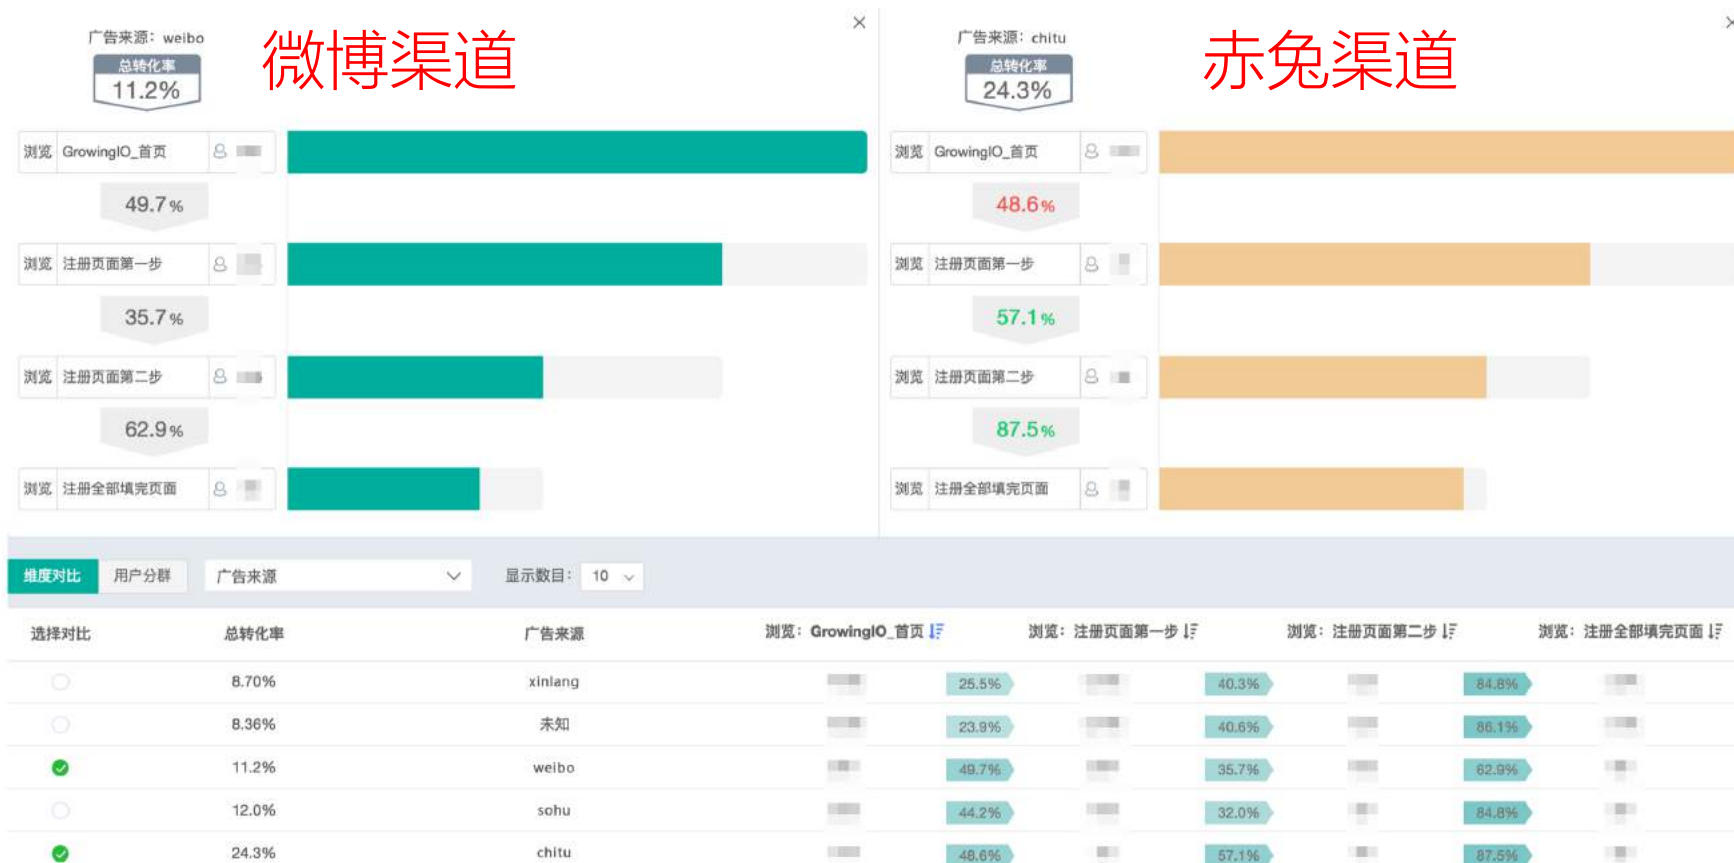 广告来源：weibo
总转化率
11.2%
微博渠道
浏览 GrowingIO_首页
49.7%
浏览 注册页面第一步
35.7%
浏览 注册页面第二步
62.9%
浏览 注册全部填完页面
广告来源：chitu
总转化率
24.3%
赤兔渠道
浏览 GrowingIO_首页
48.6%
浏览 注册页面第一步
57.1%
浏览 注册页面第二步
87.5%
浏览 注册全部填完页面
维度对比 用户分群 广告来源 显示数目： 10
选择对比 总转化率 广告来源 浏览：GrowingIO_首页 浏览：注册页面第一步 浏览：注册页面第二步 浏览：注册全部填完页面
8.70% xinlang 25.5% 40.3% 84.8%
8.36% 未知 23.9% 40.6% 86.1%
11.2% weibo 49.7% 35.7% 62.9%
12.0% sohu 44.2% 32.0% 84.8%
24.3% chitu 48.6% 57.1% 87.5%